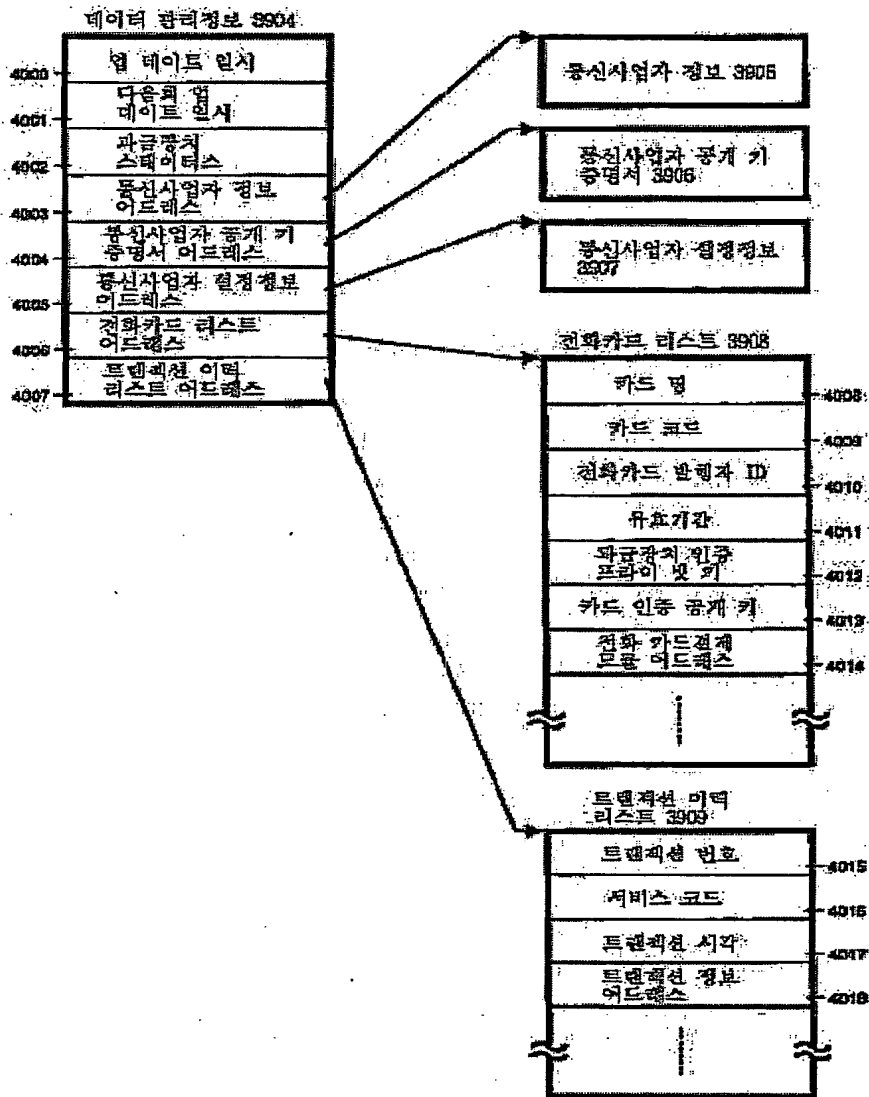 데이터 관리정보 3904
4000
업 데이트 일시
4001
다음회 업
데이트 일시
4002
과금장치
스테이터스
4003
통신사업자 정보
어드레스
4004
통신사업자 공개 키
증명서 어드레스
4005
통신사업자 설정정보
어드레스
4006
전화카드 리스트
어드레스
4007
트랜잭션 이력
리스트 어드레스
통신사업자 정보 3905
통신사업자 공개 키
증명서 3906
통신사업자 설정정보
3907
전화카드 리스트 3908
카드 명
4008
카드 코드
4009
전화카드 발행자 ID
4010
유효기간
4011
과금장치 인증
프라이 빗 키
4012
카드 인증 공개 키
4013
전화 카드결제
모듈 어드레스
4014
트랜잭션 이력
리스트 3909
트랜잭션 번호
4015
서비스 코드
4016
트랜잭션 시각
4017
트랜잭션 정보
어드레스
4018